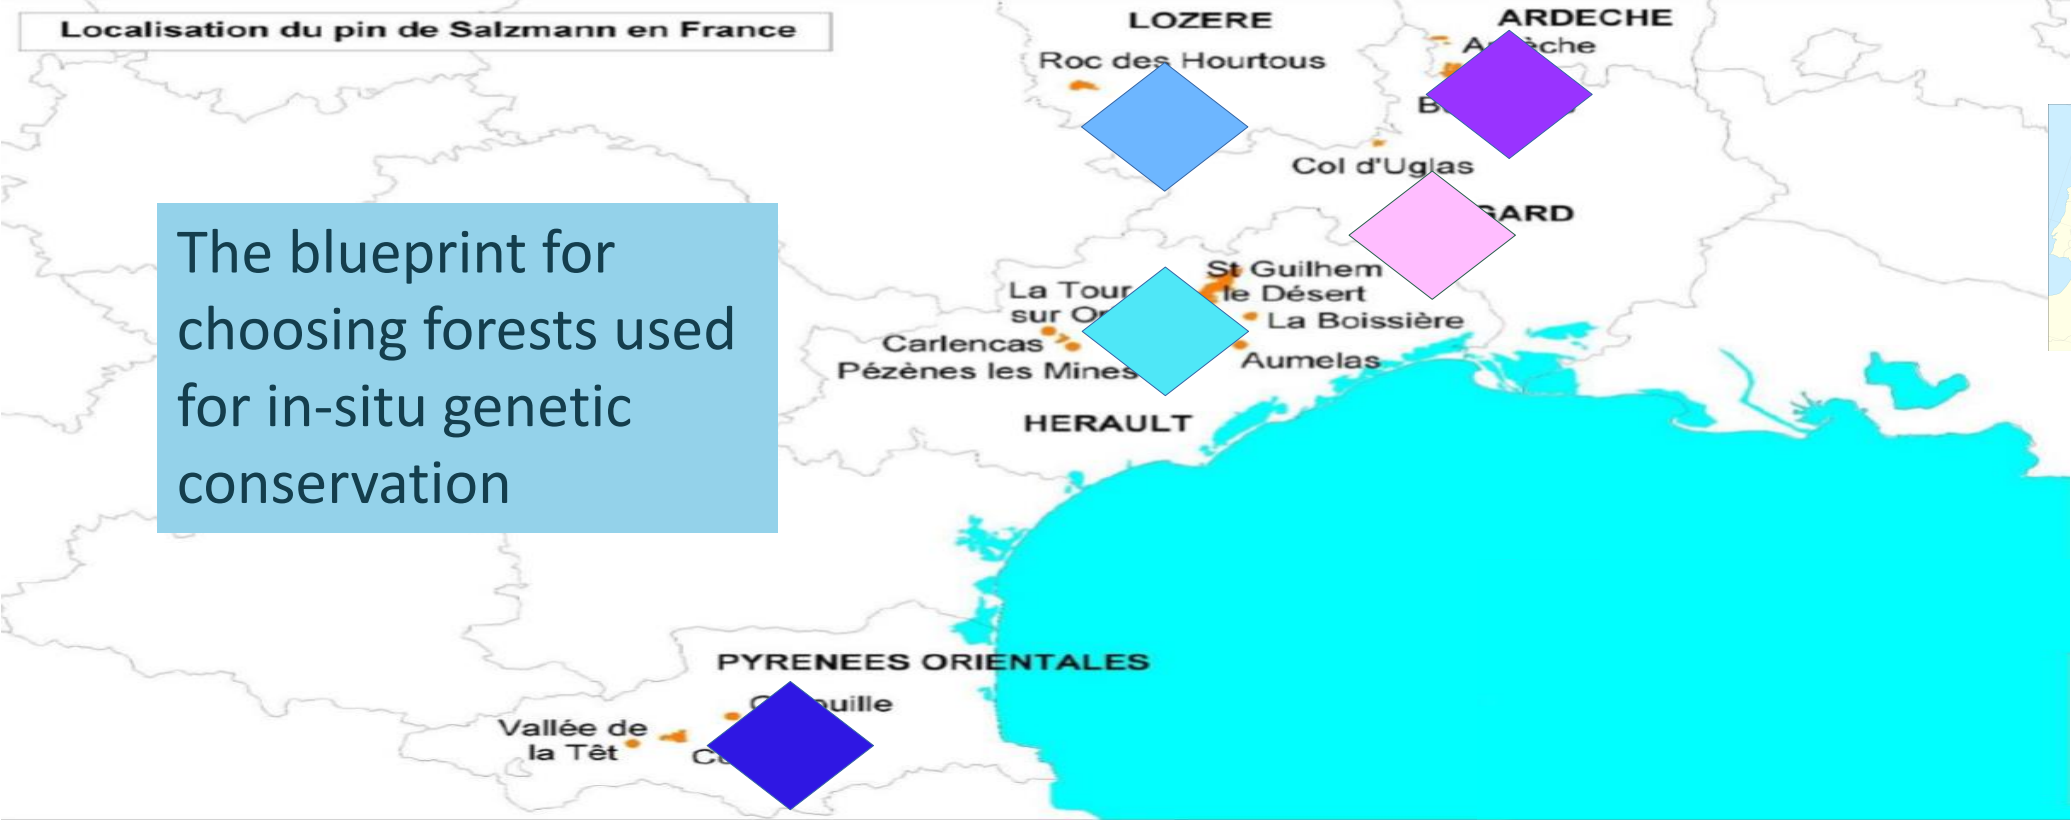 Localisation du pin de Salzmann en France
LOZERE
ARDECHE
Roc des Hourtous
Col d'Uglas
GARD
The blueprint for
choosing forests used
for in-situ genetic
conservation
St Guilhem
le Désert
La Tour
sur
La Boissière
Carlencas
Aumelas
Pézènes les Mines
HERAULT
PYRENEES ORIENTALES
Vallée de
la Têt